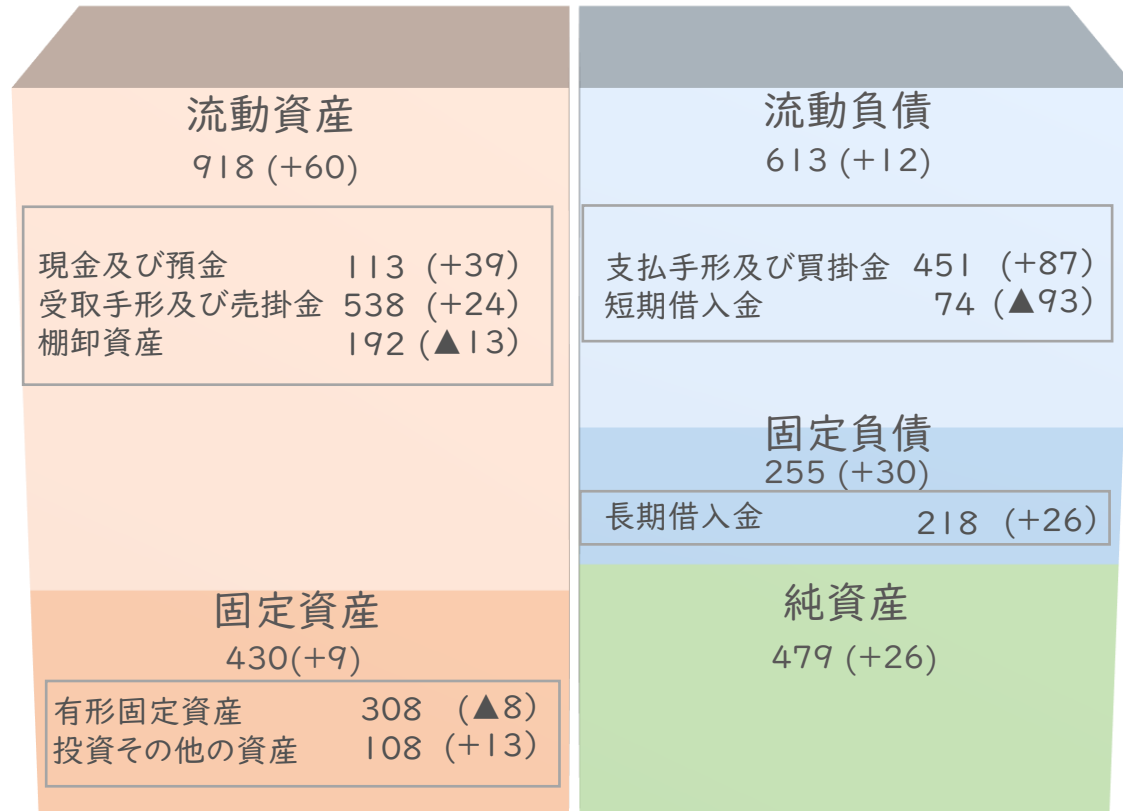 流動資産
918 (+60)
現金及び預金 113 (+39)
受取手形及び売掛金 538 (+24)
棚卸資産 192 (▲13)
固定資産
430(+9)
有形固定資産 308 (▲8)
投資その他の資産 108 (+13)
流動負債
613 (+12)
支払手形及び買掛金 451 (+87)
短期借入金 74 (▲93)
固定負債
255 (+30)
長期借入金 218 (+26)
純資産
479 (+26)